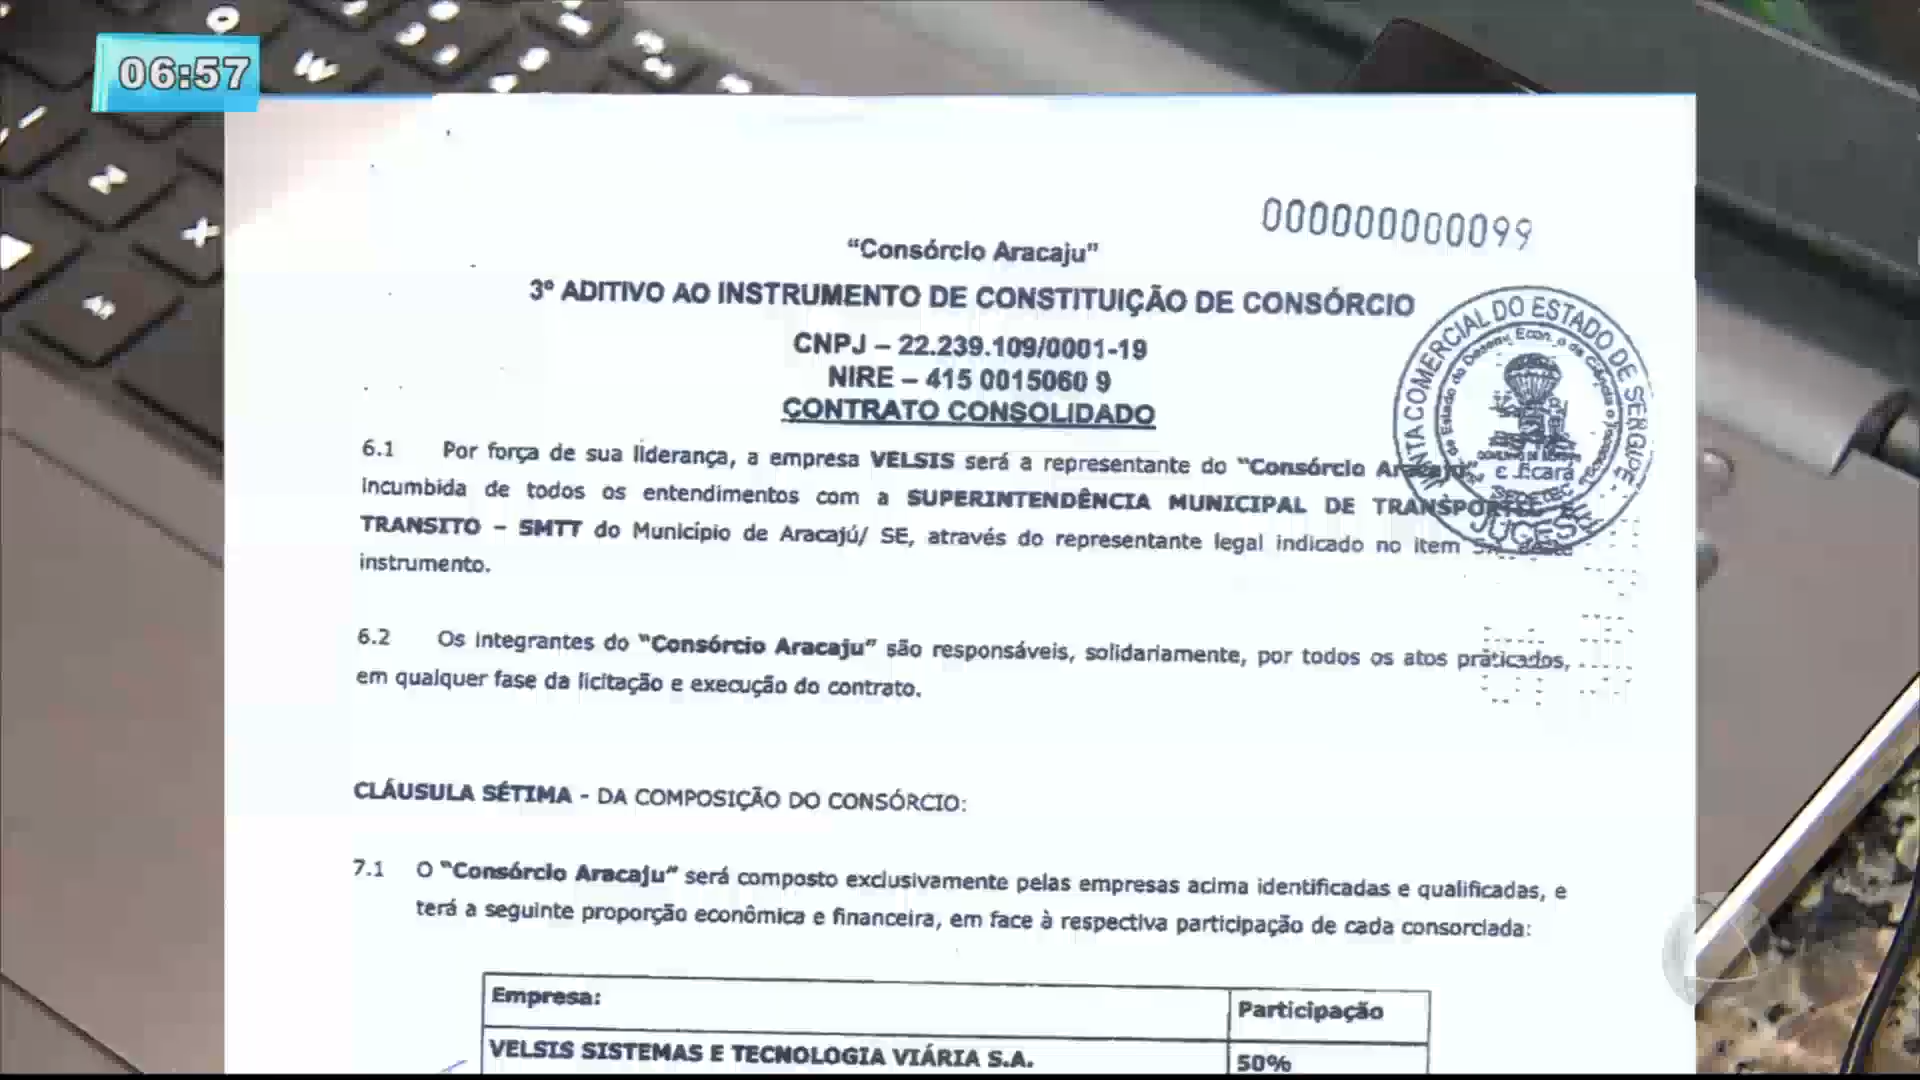 06:57
000000000099
"Consórcio Aracaju"
3º ADITIVO AO INSTRUMENTO DE CONSTITUIÇÃO DE CONSÓRCIO
CNPJ – 22.239.109/0001-19
NIRE – 415 0015060 9
CONTRATO CONSOLIDADO
JUNTA COMERCIAL DO ESTADO DE SERGIPE
JUCESE
6.1 Por força de sua liderança, a empresa VELSIS será a representante do "Consórcio Aracaju",
incumbida de todos os entendimentos com a SUPERINTENDÊNCIA MUNICIPAL DE TRANSPORTES E
TRANSITO – SMTT do Município de Aracajú/ SE, através do representante legal indicado no item deste
instrumento.
6.2 Os integrantes do "Consórcio Aracaju" são responsáveis, solidariamente, por todos os atos práticados,
em qualquer fase da licitação e execução do contrato.
CLÁUSULA SÉTIMA - DA COMPOSIÇÃO DO CONSÓRCIO:
7.1 O "Consórcio Aracaju" será composto exclusivamente pelas empresas acima identificadas e qualificadas, e
terá a seguinte proporção econômica e financeira, em face à respectiva participação de cada consorciada:
Empresa: Participação
VELSIS SISTEMAS E TECNOLOGIA VIÁRIA S.A. 50%